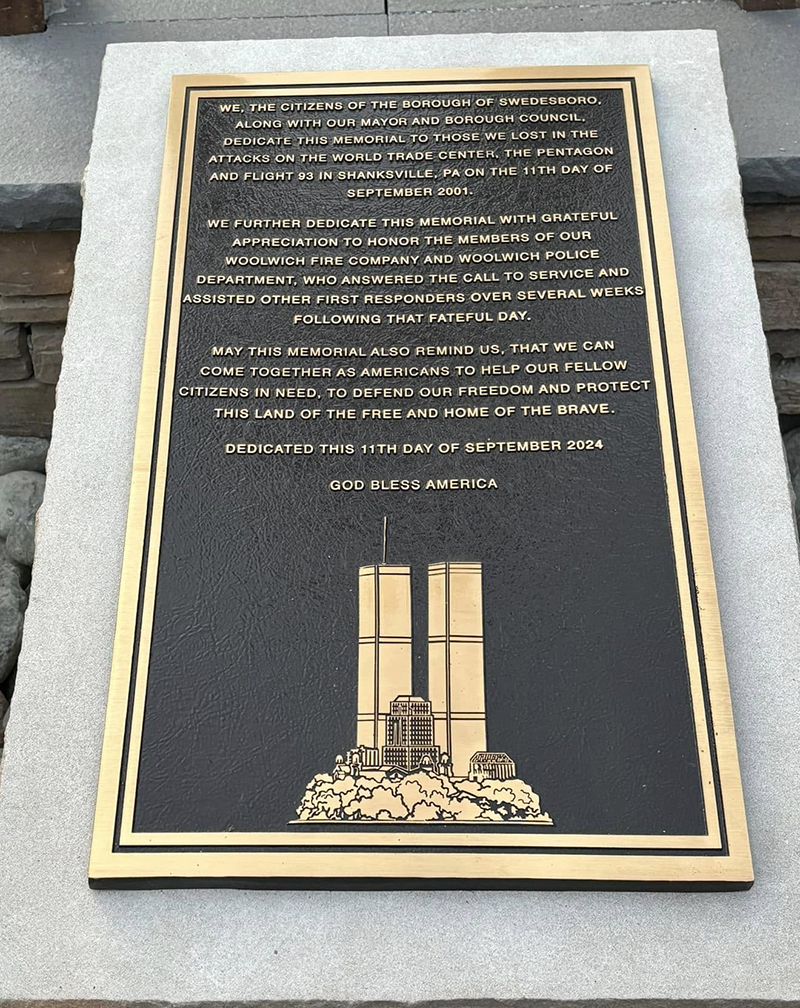 WE, THE CITIZENS OF THE BOROUGH OF SWEDESBORO,
ALONG WITH OUR MAYOR AND BOROUGH COUNCIL,
DEDICATE THIS MEMORIAL TO THOSE WE LOST IN THE
ATTACKS ON THE WORLD TRADE CENTER, THE PENTAGON
AND FLIGHT 93 IN SHANKSVILLE, PA ON THE 11TH DAY OF
SEPTEMBER 2001.
WE FURTHER DEDICATE THIS MEMORIAL WITH GRATEFUL
APPRECIATION TO HONOR THE MEMBERS OF OUR
WOOLWICH FIRE COMPANY AND WOOLWICH POLICE
DEPARTMENT, WHO ANSWERED THE CALL TO SERVICE AND
ASSISTED OTHER FIRST RESPONDERS OVER SEVERAL WEEKS
FOLLOWING THAT FATEFUL DAY.
MAY THIS MEMORIAL ALSO REMIND US, THAT WE CAN
COME TOGETHER AS AMERICANS TO HELP OUR FELLOW
CITIZENS IN NEED, TO DEFEND OUR FREEDOM AND PROTECT
THIS LAND OF THE FREE AND HOME OF THE BRAVE.
DEDICATED THIS 11TH DAY OF SEPTEMBER 2024
GOD BLESS AMERICA